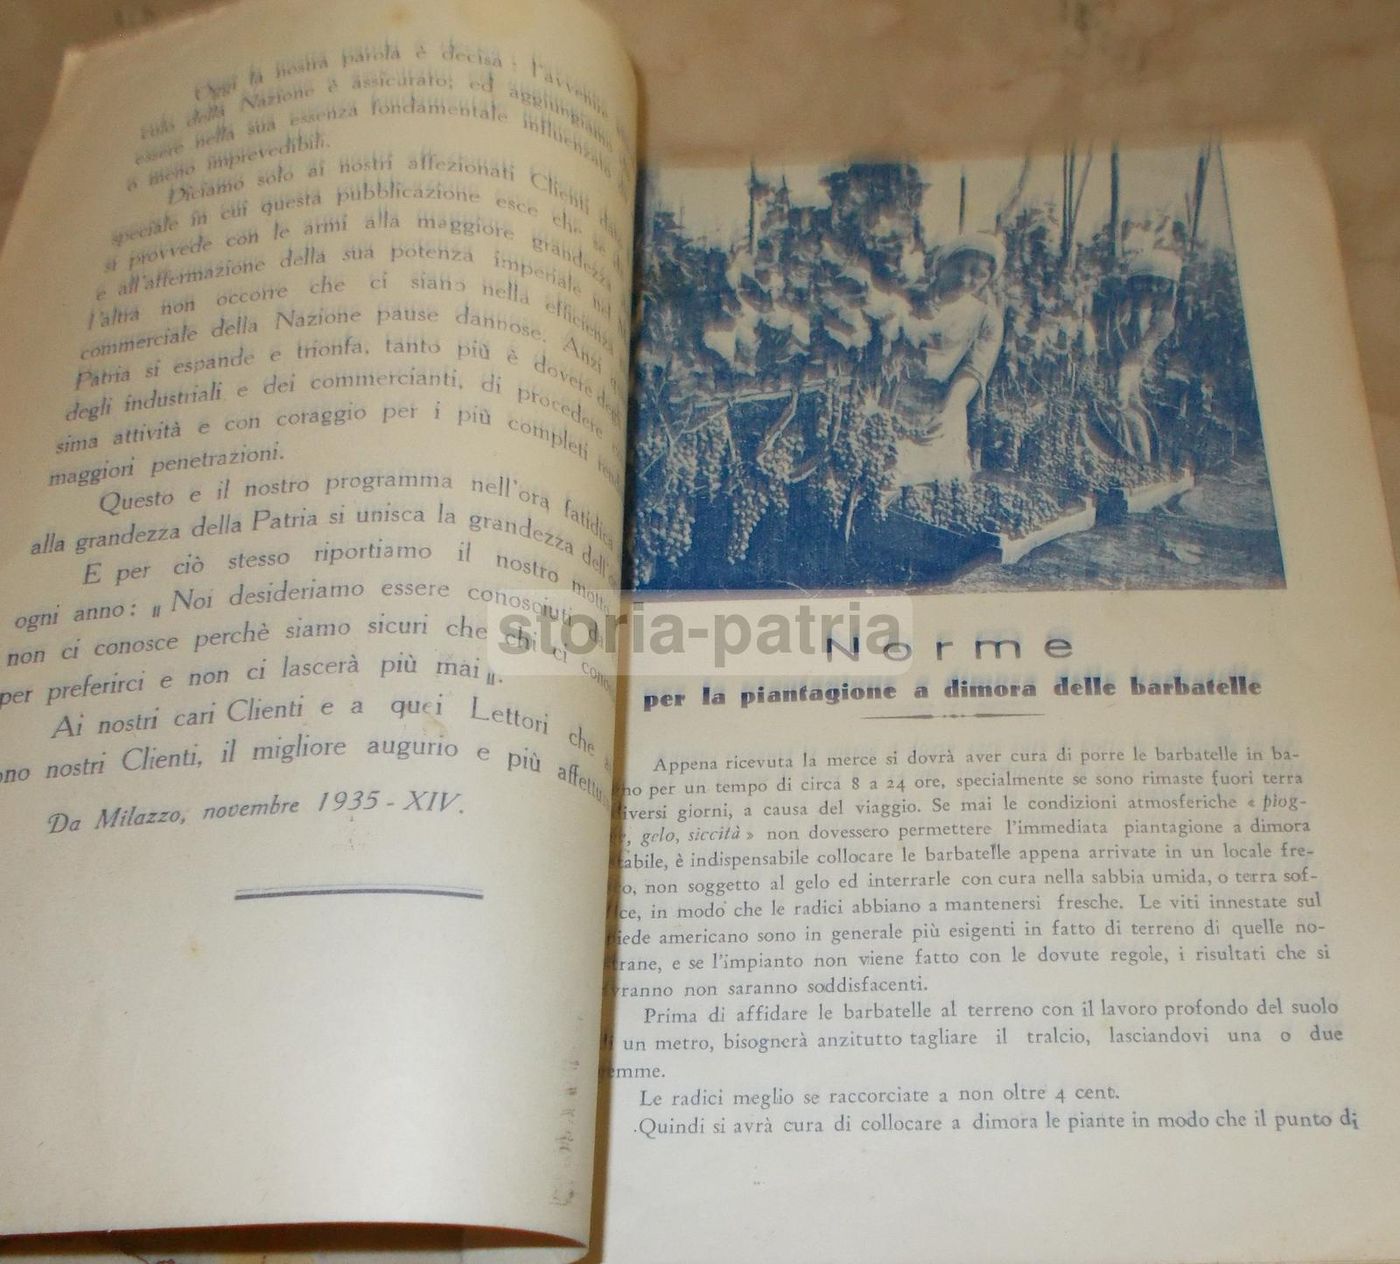 Oggi la nostra parola è decisa: l'avvenire
della Nazione è assicurato; ed aggiungiamo
essere nella sua essenza fondamentale influenzato
o meno imprevedibili.
Diciamo solo ai nostri affezionati Clienti
speciale in cui questa pubblicazione esce che se
si provvede con le armi alla maggiore grandezza
e all'affermazione della sua potenza imperiale nel
l'altra non occorre che ci siano nella efficienza
commerciale della Nazione pause dannose. Anzi
Patria si espande e trionfa, tanto più è dovere degli
degli industriali e dei commercianti, di procedere
sima attività e con coraggio per i più completi
maggiori penetrazioni.
Questo e il nostro programma nell'ora fatidica
alla grandezza della Patria si unisca la grandezza
E per ciò stesso riportiamo il nostro motto
ogni anno: „ Noi desideriamo essere conosciuti da
non ci conosce perchè siamo sicuri che chi ci
per preferirci e non ci lascerà più mai „.
Ai nostri cari Clienti e a quei Lettori che
nostri Clienti, il migliore augurio e più
Da Milazzo, novembre 1935 - XIV.
storia-patria
Norme
per la piantagione a dimora delle barbatelle
Appena ricevuta la merce si dovrà aver cura di porre le barbatelle in ba-
gno per un tempo di circa 8 a 24 ore, specialmente se sono rimaste fuori terra
diversi giorni, a causa del viaggio. Se mai le condizioni atmosferiche « piog-
ge, gelo, siccità » non dovessero permettere l'immediata piantagione a dimora
stabile, è indispensabile collocare le barbatelle appena arrivate in un locale fre-
sco, non soggetto al gelo ed interrarle con cura nella sabbia umida, o terra sof-
fice, in modo che le radici abbiano a mantenersi fresche. Le viti innestate sul
piede americano sono in generale più esigenti in fatto di terreno di quelle no-
strane, e se l'impianto non viene fatto con le dovute regole, i risultati che si
avranno non saranno soddisfacenti.
Prima di affidare le barbatelle al terreno con il lavoro profondo del suolo
di un metro, bisognerà anzitutto tagliare il tralcio, lasciandovi una o due
gemme.
Le radici meglio se raccorciate a non oltre 4 cent.
Quindi si avrà cura di collocare a dimora le piante in modo che il punto di